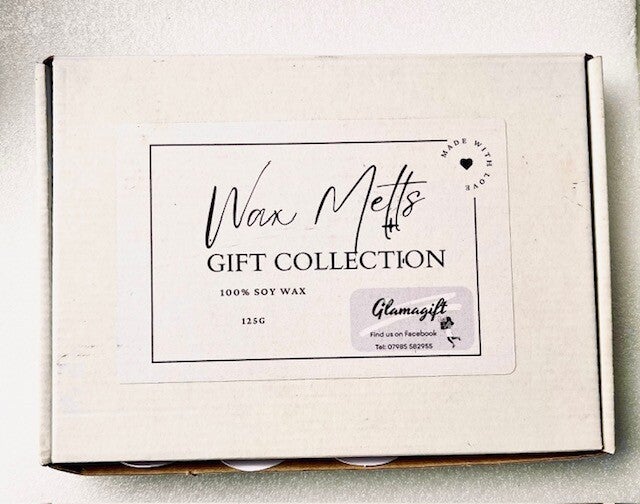 MADE WITH LOVE
Wax Melts
GIFT COLLECTION
100% SOY WAX
125G
Glamagift
Find us on Facebook
Tel: 07985 582955